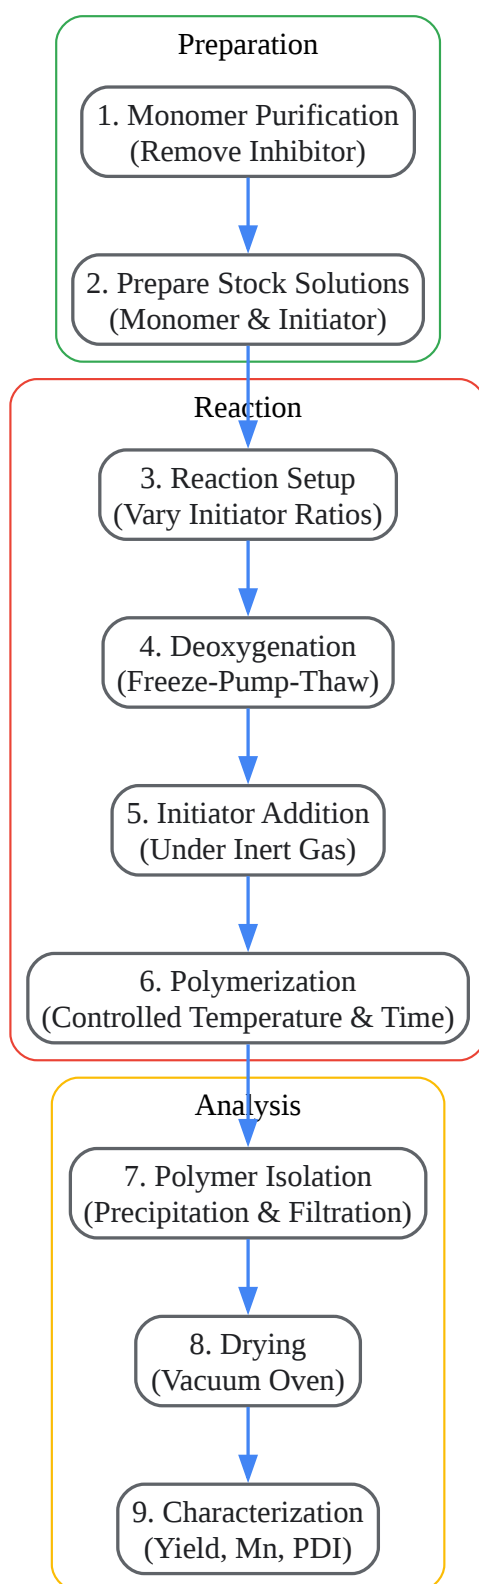 Preparation
1. Monomer Purification
(Remove Inhibitor)
2. Prepare Stock Solutions
(Monomer & Initiator)
Reaction
3. Reaction Setup
(Vary Initiator Ratios)
4. Deoxygenation
(Freeze-Pump-Thaw)
5. Initiator Addition
(Under Inert Gas)
6. Polymerization
(Controlled Temperature & Time)
Analysis
7. Polymer Isolation
(Precipitation & Filtration)
8. Drying
(Vacuum Oven)
9. Characterization
(Yield, Mn, PDI)